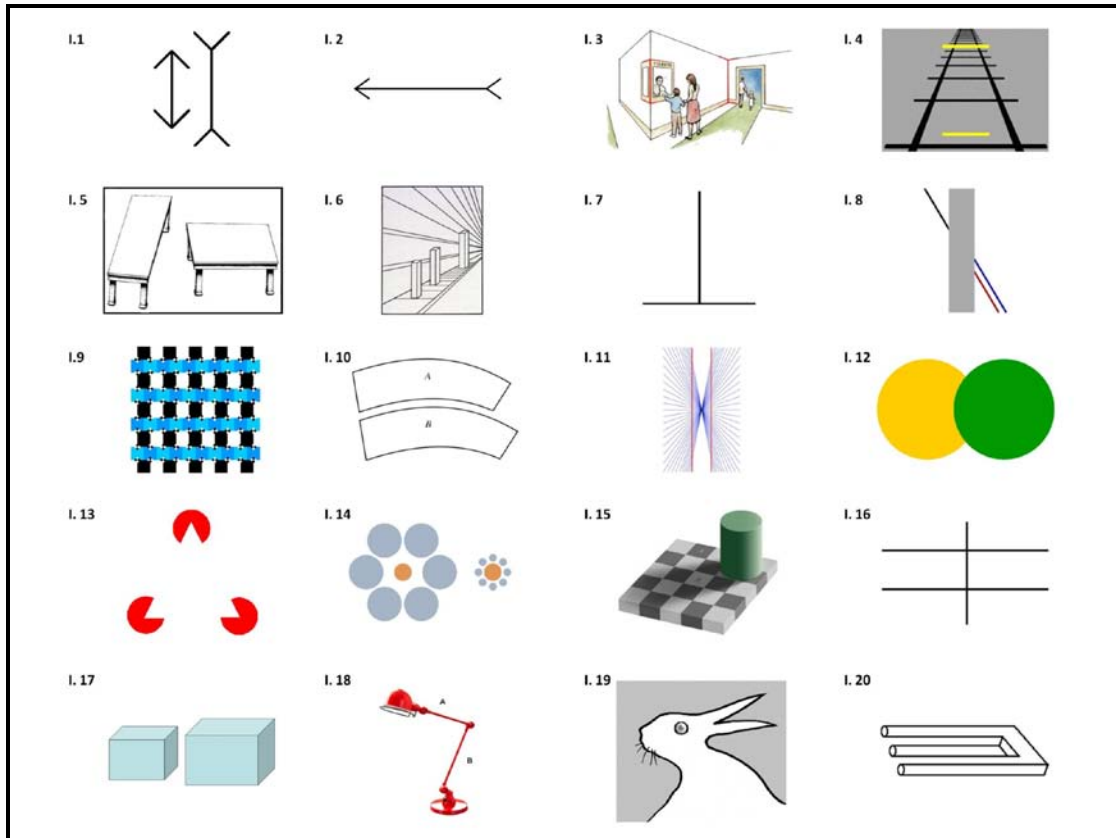 I.1
I. 2
I. 3
I. 4
I. 5
I. 6
I. 7
I. 8
I.9
I. 10
A
B
I. 11
I. 12
I. 13
I. 14
I. 15
I. 16
I. 17
I. 18
A
B
I. 19
I. 20